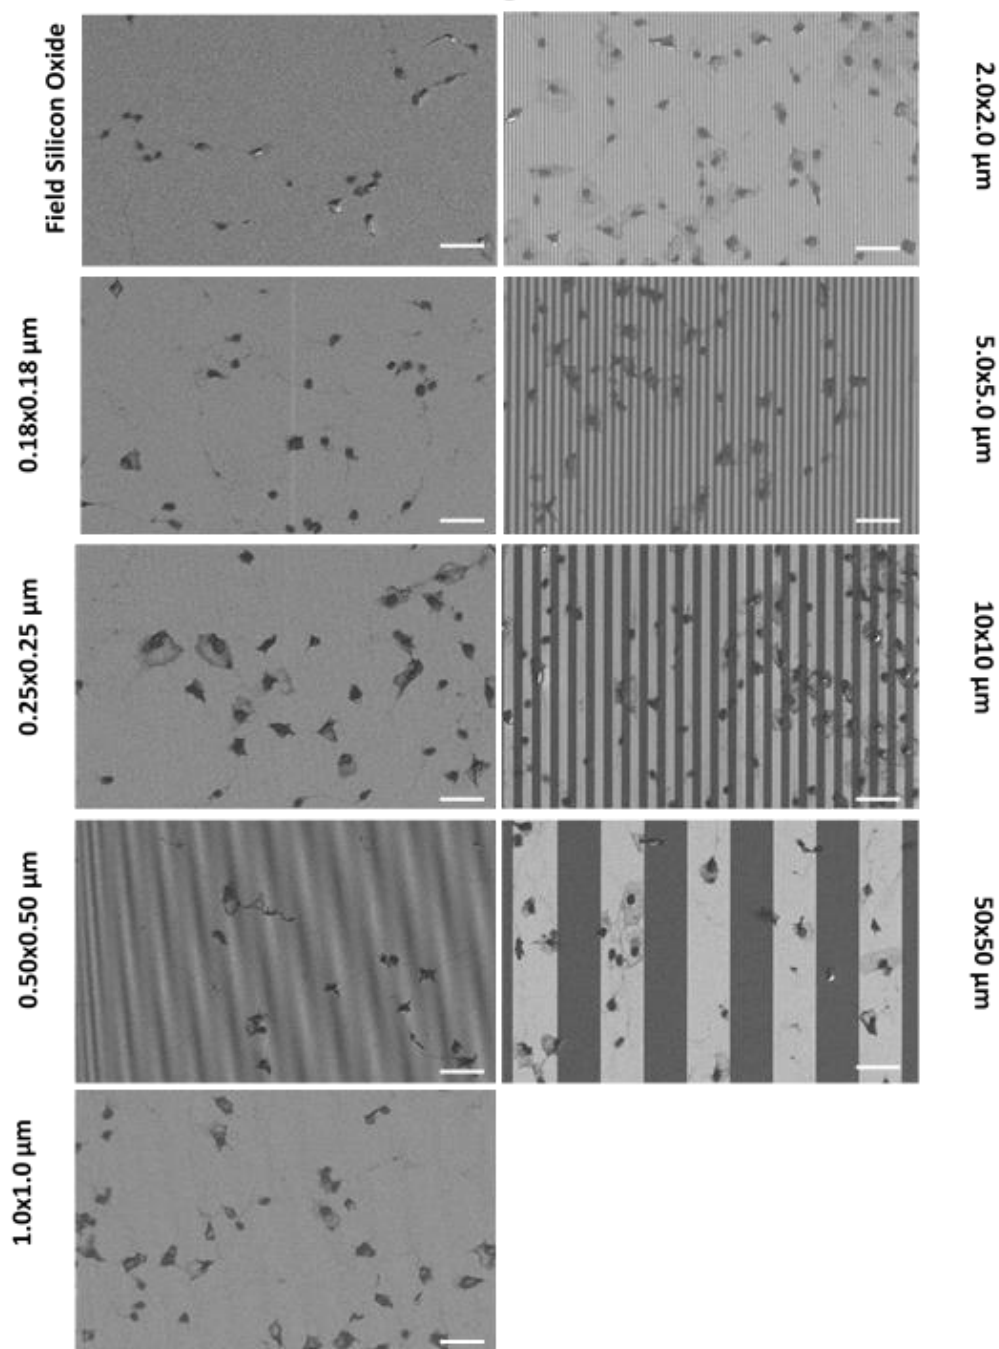 Field Silicon Oxide
0.18x0.18 µm
0.25x0.25 µm
0.50x0.50 µm
1.0x1.0 µm
2.0x2.0 µm
5.0x5.0 µm
10x10 µm
50x50 µm